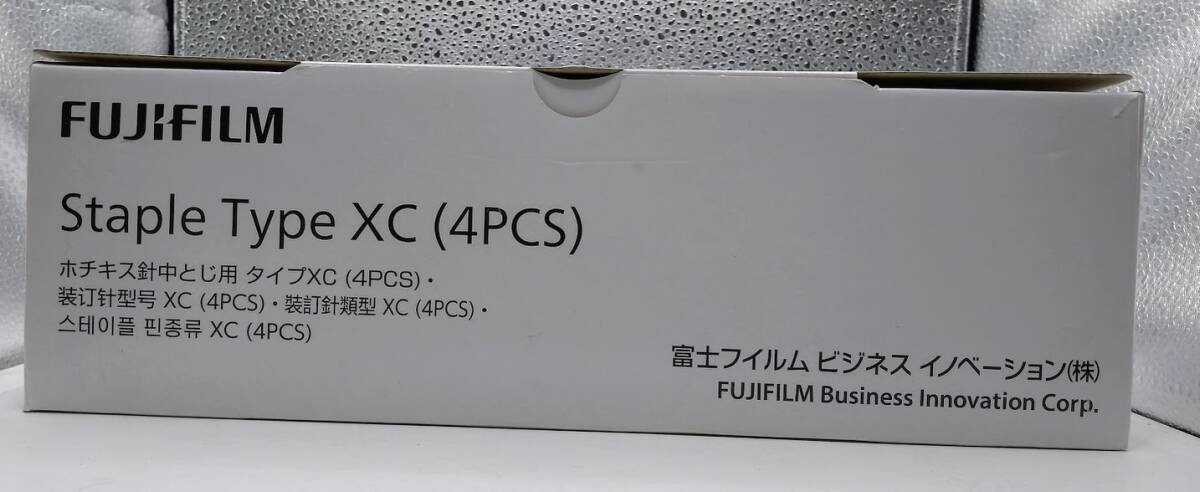 FUJIFILM
Staple Type XC (4PCS)
ホチキス針中とじ用 タイプXC (4PCS)・
装订针型号 XC (4PCS)・裝訂針類型 XC (4PCS)・
스테이플 핀종류 XC (4PCS)
富士フイルム ビジネス イノベーション(株)
FUJIFILM Business Innovation Corp.